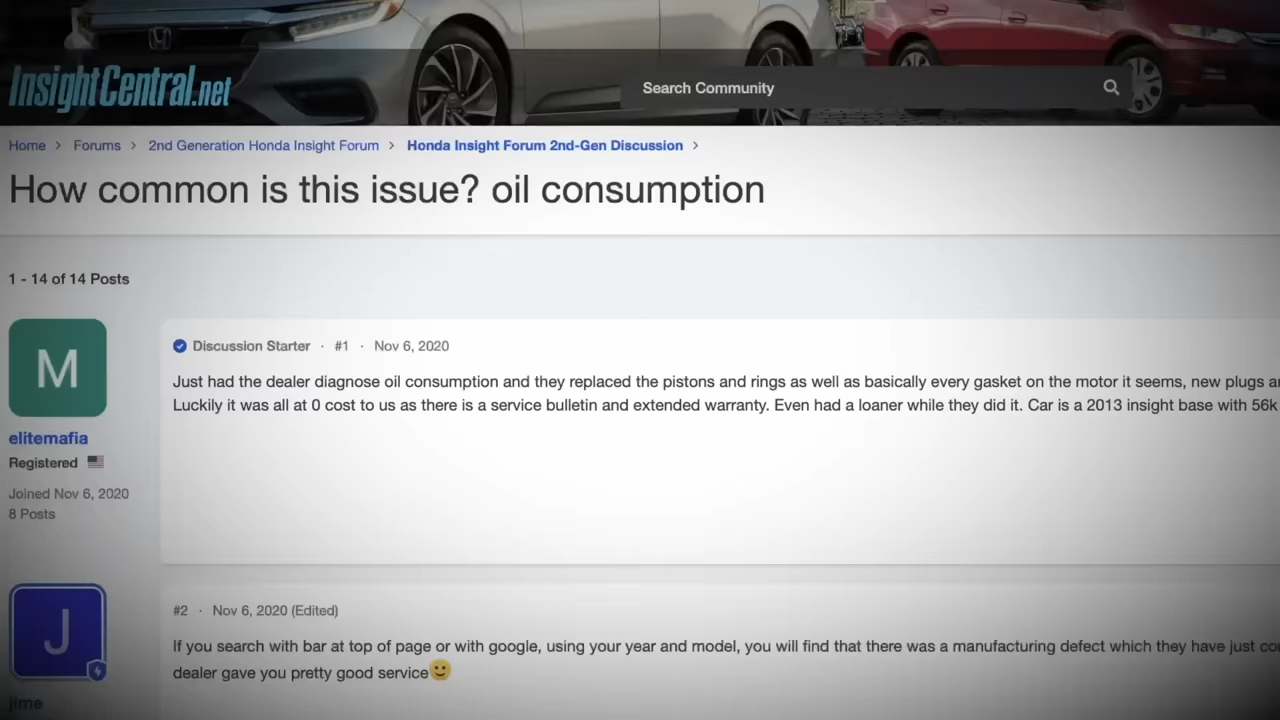 InsightCentral.net
Search Community
Home > Forums > 2nd Generation Honda Insight Forum > Honda Insight Forum 2nd-Gen Discussion >
How common is this issue? oil consumption
1 - 14 of 14 Posts
M
Discussion Starter · #1 · Nov 6, 2020
Just had the dealer diagnose oil consumption and they replaced the pistons and rings as well as basically every gasket on the motor it seems, new plugs
Luckily it was all at 0 cost to us as there is a service bulletin and extended warranty. Even had a loaner while they did it. Car is a 2013 insight base with 56k
elitemafia
Registered
Joined Nov 6, 2020
8 Posts
J
#2 · Nov 6, 2020 (Edited)
If you search with bar at top of page or with google, using your year and model, you will find that there was a manufacturing defect which they have just
dealer gave you pretty good service🙂
jime